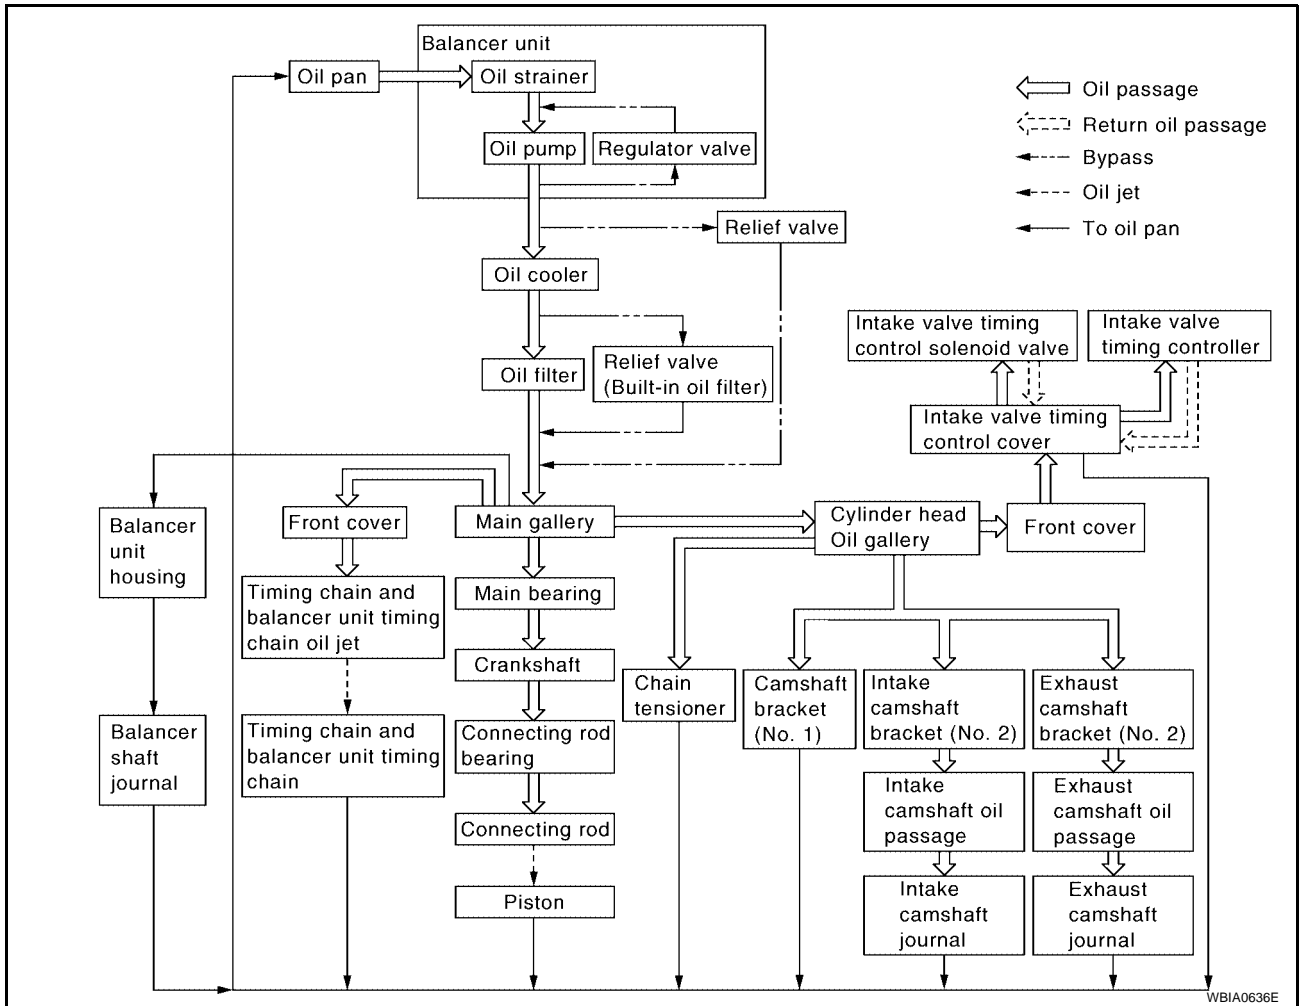 Balancer unit
Oil pan
Oil strainer
Oil pump
Regulator valve
Oil passage
Return oil passage
Bypass
Oil jet
To oil pan
Relief valve
Oil cooler
Oil filter
Relief valve
(Built-in oil filter)
Intake valve timing
control solenoid valve
Intake valve
timing controller
Intake valve timing
control cover
Balancer
unit
housing
Front cover
Main gallery
Cylinder head
Oil gallery
Front cover
Timing chain and
balancer unit timing
chain oil jet
Main bearing
Crankshaft
Chain
tensioner
Camshaft
bracket
(No. 1)
Intake
camshaft
bracket (No. 2)
Exhaust
camshaft
bracket (No. 2)
Balancer
shaft
journal
Timing chain and
balancer unit timing
chain
Connecting rod
bearing
Intake
camshaft oil
passage
Exhaust
camshaft oil
passage
Connecting rod
Piston
Intake
camshaft
journal
Exhaust
camshaft
journal
WBIA0636E